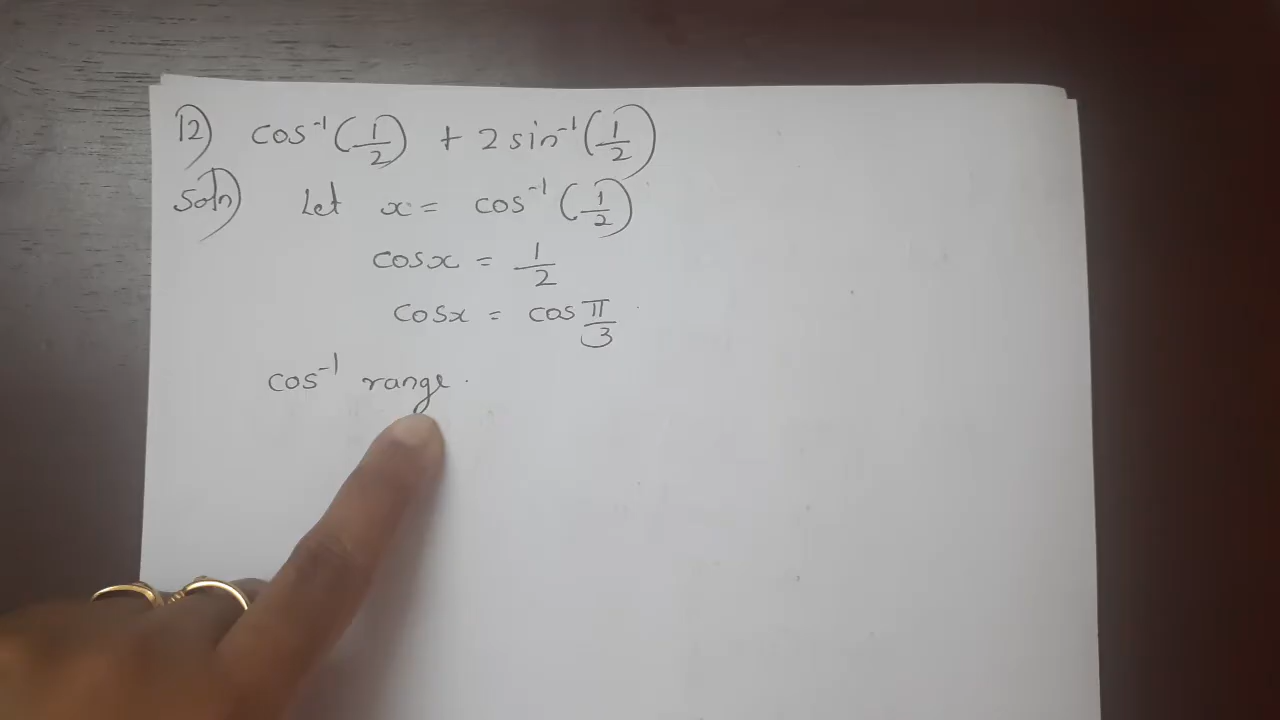 12) cos⁻¹(1/2) + 2 sin⁻¹(1/2)
Soln) Let x = cos⁻¹(1/2)
cosx = 1/2
cosx = cos π/3
cos⁻¹ range.